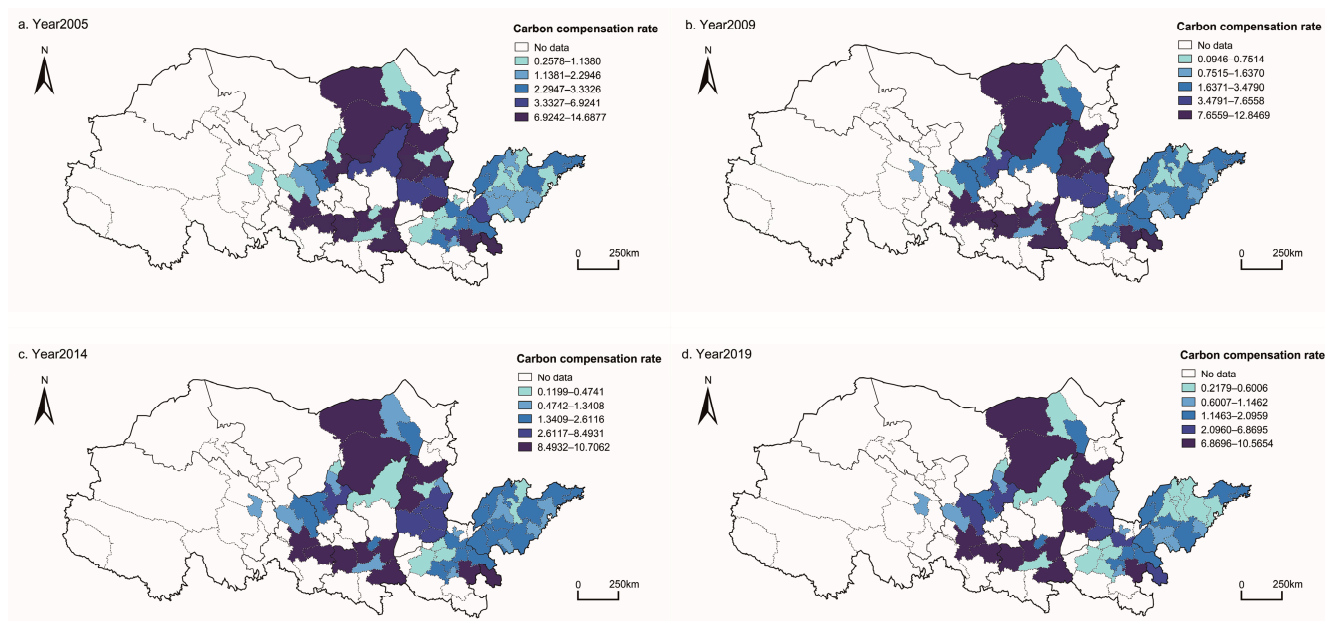 a. Year2005
Carbon compensation rate
N
No data
0.2578–1.1380
1.1381–2.2946
2.2947–3.3326
3.3327–6.9241
6.9242–14.6877
0 250km
b. Year2009
Carbon compensation rate
N
No data
0.0946–0.7514
0.7515–1.6370
1.6371–3.4790
3.4791–7.6558
7.6559–12.8469
0 250km
c. Year2014
Carbon compensation rate
N
No data
0.1199–0.4741
0.4742–1.3408
1.3409–2.6116
2.6117–8.4931
8.4932–10.7062
0 250km
d. Year2019
Carbon compensation rate
N
No data
0.2179–0.6006
0.6007–1.1462
1.1463–2.0959
2.0960–6.8695
6.8696–10.5654
0 250km